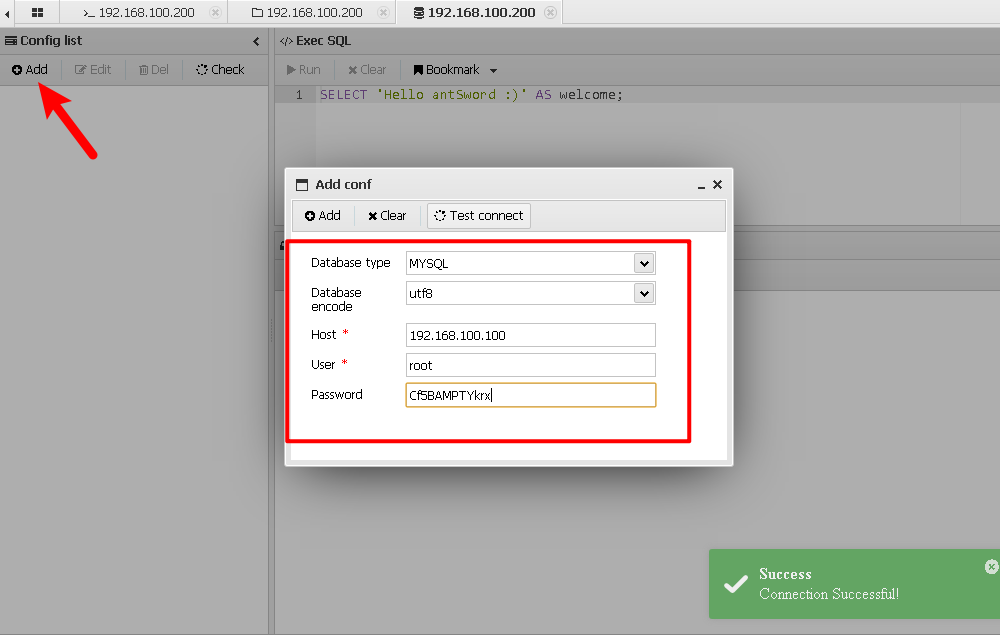 192.168.100.200
192.168.100.200
192.168.100.200
Config list
Exec SQL
Add Edit Del Check
Run Clear Bookmark
1 SELECT 'Hello antSword :)' AS welcome;
Add conf
Add Clear Test connect
Database type MYSQL
Database
encode
utf8
Host * 192.168.100.100
User * root
Password Cf5BAMPTYkrx
Success
Connection Successful!